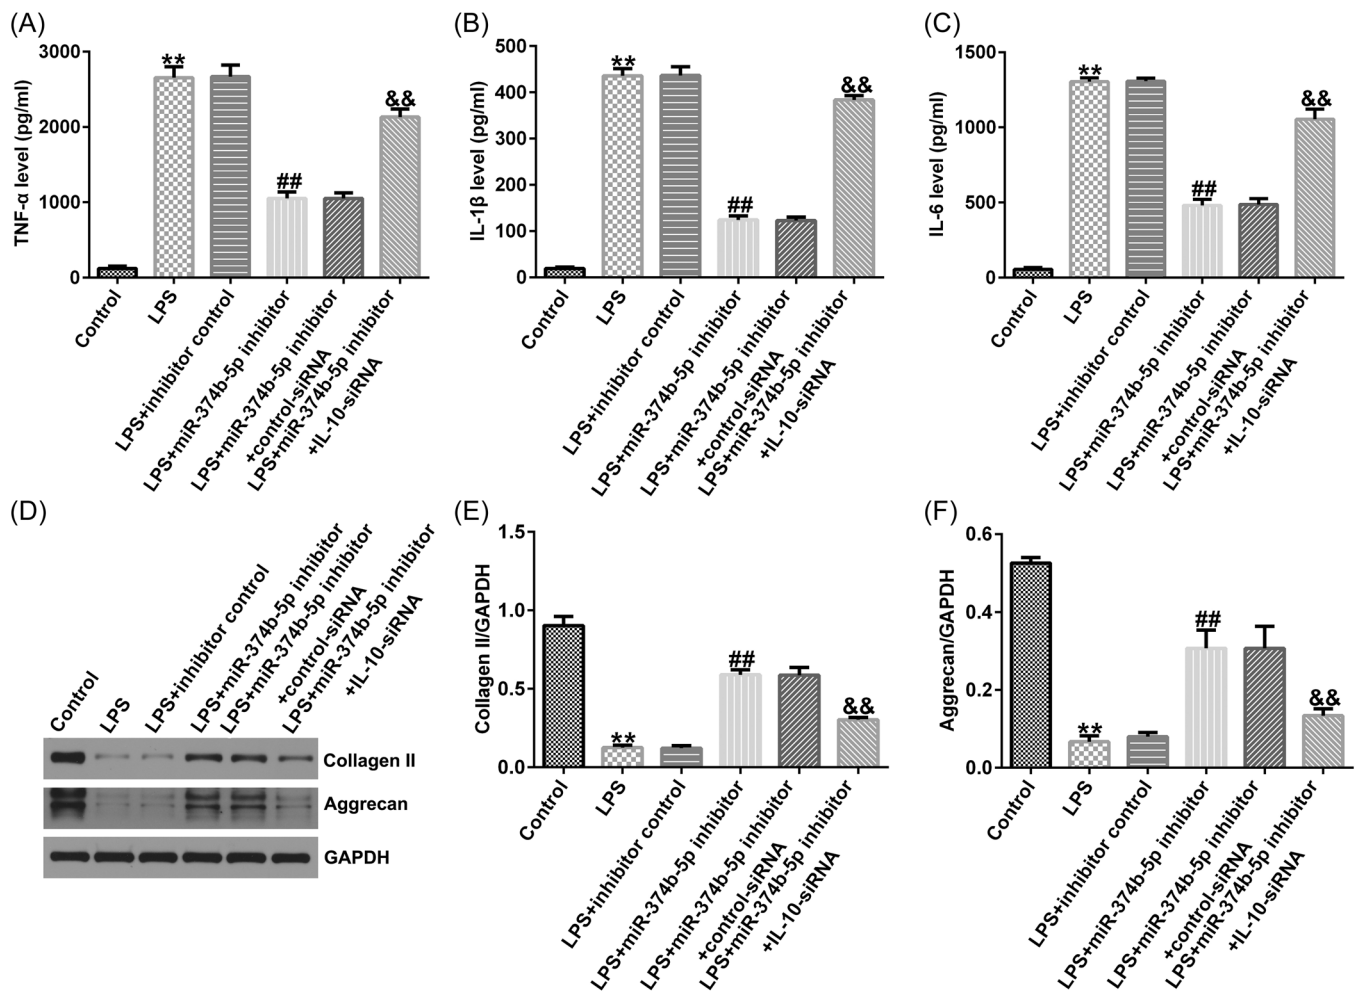 (A)
TNF-α level (pg/ml)
3000
2000
1000
0
**
##
&&
Control
LPS
LPS+inhibitor control
LPS+miR-374b-5p inhibitor
LPS+miR-374b-5p inhibitor
+control-siRNA
LPS+miR-374b-5p inhibitor
+IL-10-siRNA
(B)
IL-1β level (pg/ml)
500
400
300
200
100
0
**
##
&&
Control
LPS
LPS+inhibitor control
LPS+miR-374b-5p inhibitor
LPS+miR-374b-5p inhibitor
+control-siRNA
LPS+miR-374b-5p inhibitor
+IL-10-siRNA
(C)
IL-6 level (pg/ml)
1500
1000
500
0
**
##
&&
Control
LPS
LPS+inhibitor control
LPS+miR-374b-5p inhibitor
LPS+miR-374b-5p inhibitor
+control-siRNA
LPS+miR-374b-5p inhibitor
+IL-10-siRNA
(D)
Control
LPS
LPS+inhibitor control
LPS+miR-374b-5p inhibitor
LPS+miR-374b-5p inhibitor
+control-siRNA
LPS+miR-374b-5p inhibitor
+IL-10-siRNA
Collagen II
Aggrecan
GAPDH
(E)
Collagen II/GAPDH
1.5
1.0
0.5
0.0
**
##
&&
Control
LPS
LPS+inhibitor control
LPS+miR-374b-5p inhibitor
LPS+miR-374b-5p inhibitor
+control-siRNA
LPS+miR-374b-5p inhibitor
+IL-10-siRNA
(F)
Aggrecan/GAPDH
0.6
0.4
0.2
0.0
**
##
&&
Control
LPS
LPS+inhibitor control
LPS+miR-374b-5p inhibitor
LPS+miR-374b-5p inhibitor
+control-siRNA
LPS+miR-374b-5p inhibitor
+IL-10-siRNA